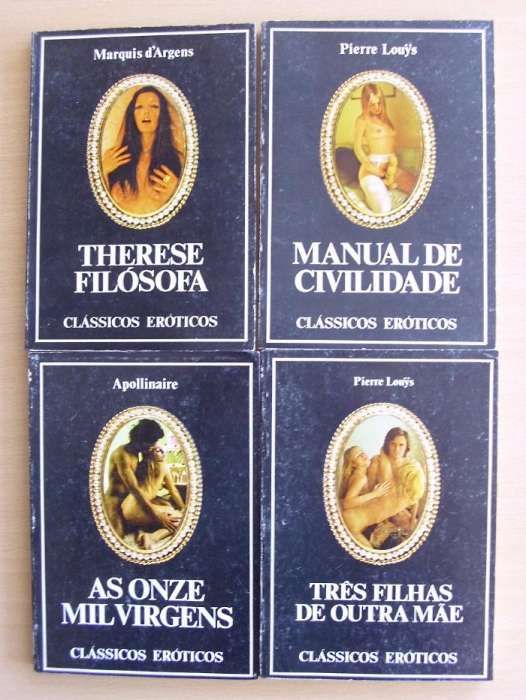 Marquis d'Argens
THERESE
FILÓSOFA
CLÁSSICOS ERÓTICOS
Pierre Louÿs
MANUAL DE
CIVILIDADE
CLÁSSICOS ERÓTICOS
Apollinaire
AS ONZE
MIL VIRGENS
CLÁSSICOS ERÓTICOS
Pierre Louÿs
TRÊS FILHAS
DE OUTRA MÃE
CLÁSSICOS ERÓTICOS